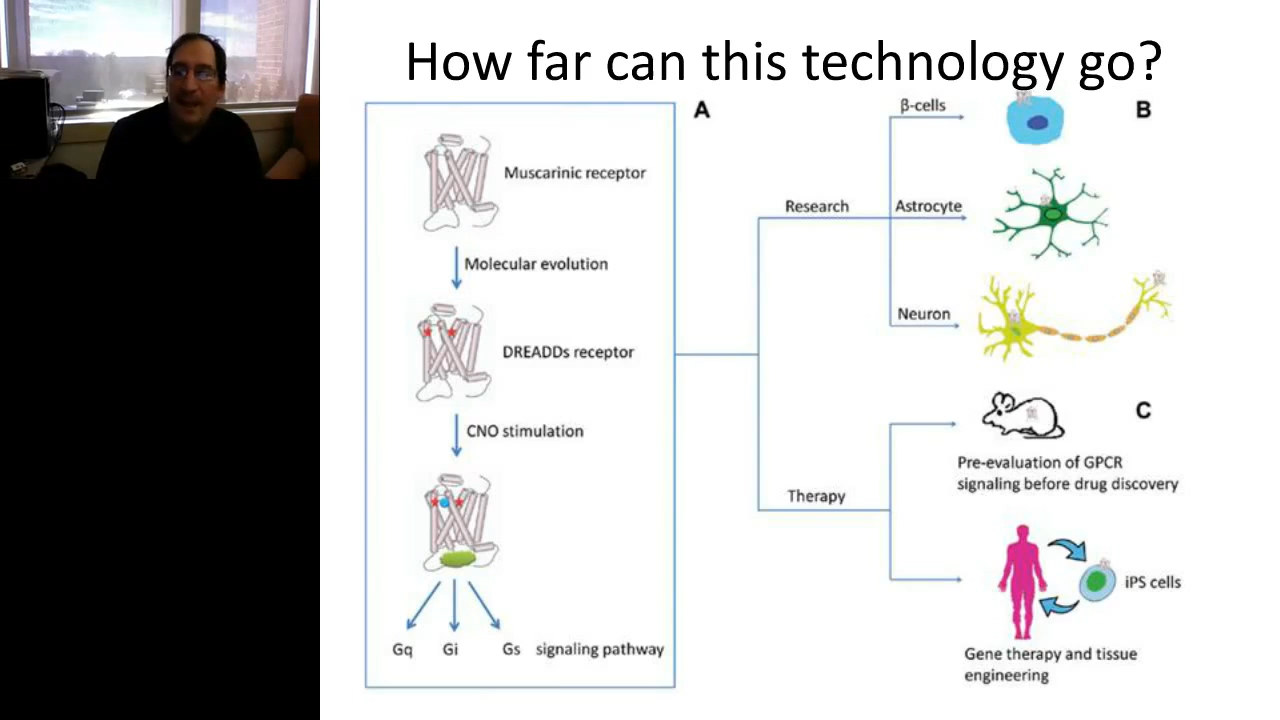 How far can this technology go?
A
Muscarinic receptor
Molecular evolution
DREADDs receptor
CNO stimulation
Gq Gi Gs signaling pathway
B
β-cells
Research
Astrocyte
Neuron
C
Therapy
Pre-evaluation of GPCR
signaling before drug discovery
iPS cells
Gene therapy and tissue
engineering